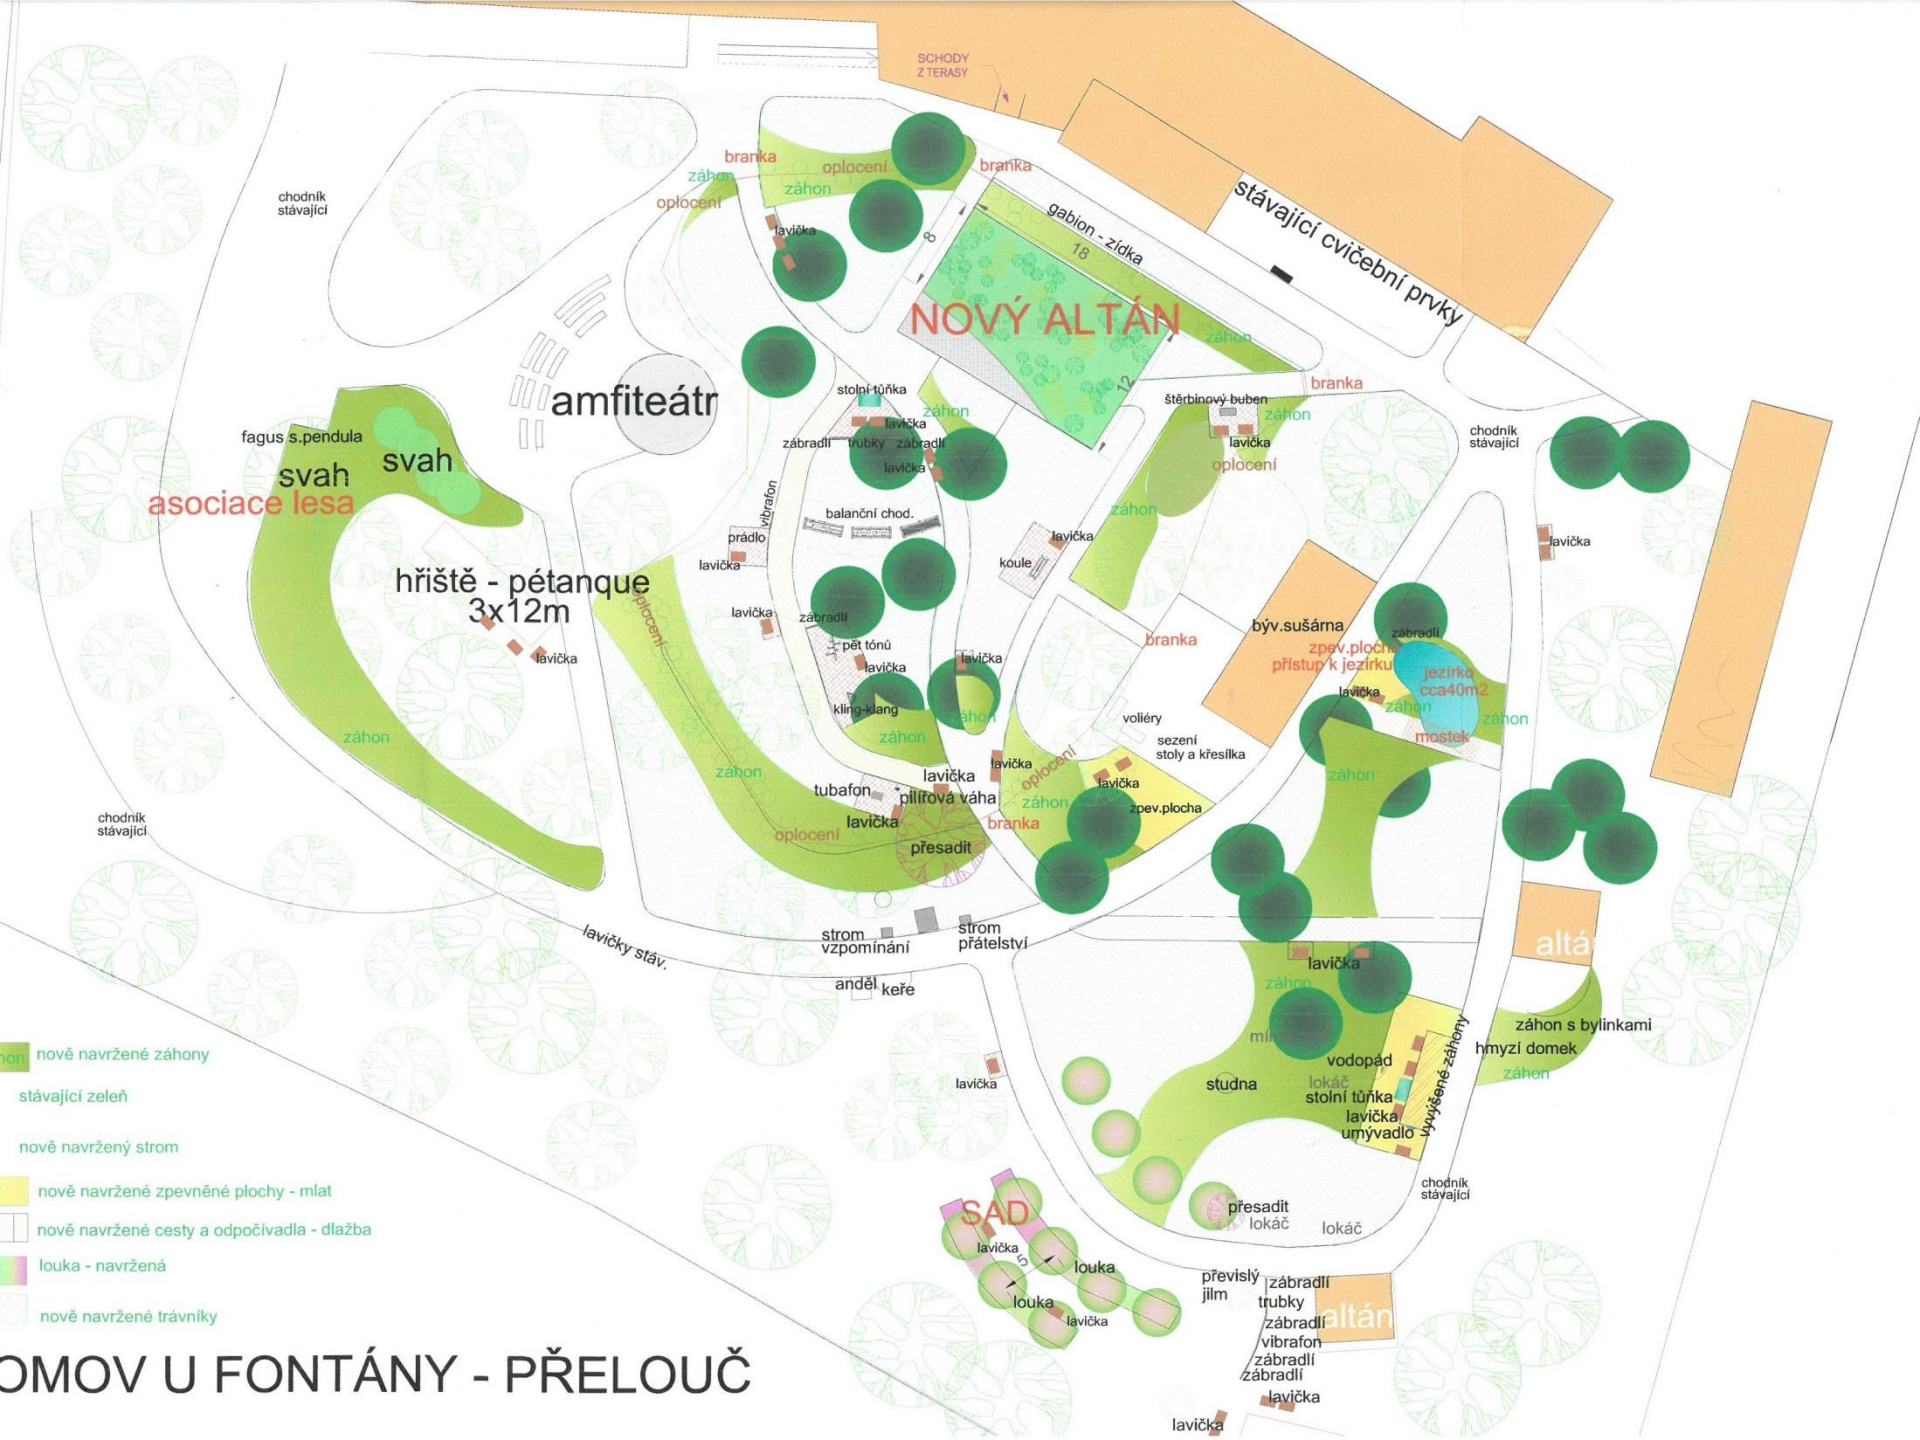 SCHODY
Z TERASY
branka
oplocení
branka
záhon
záhon
oplocení
chodník
stávající
lavička
8
gabion - zídka
18
stávající cvičební prvky
NOVÝ ALTÁN
záhon
12
branka
amfiteátr
stolní tůňka
lavička
zábradlí
trubky
zábradlí
lavička
záhon
štěrbinový buben
záhon
lavička
oplocení
chodník
stávající
fagus s.pendula
svah
svah
asociace lesa
vibrafon
balanční chod.
záhon
prádlo
lavička
lavička
koule
lavička
hřiště - pétanque
3x12m
lavička
oplocení
lavička
zábradlí
pět tónů
lavička
lavička
kling-klang
záhon
záhon
branka
býv.sušárna
zábradlí
zpev.plocha
přístup k jezírku
jezírko
cca40m2
lavička
záhon
záhon
mostek
voliéry
sezení
stoly a křesílka
záhon
záhon
záhon
lavička
lavička
oplocení
lavička
tubafon
pilířová váha
záhon
zpev.plocha
lavička
branka
oplocení
přesadit
chodník
stávající
lavičky stáv.
strom
vzpomínání
strom
přátelství
anděl
keře
altán
lavička
záhon
záhon s bylinkami
hmyzí domek
záhon
vodopád
lokáč
stolní tůňka
lavička
umývadlo
vyvýšené záhony
studna
lavička
chodník
stávající
přesadit
lokáč
lokáč
SAD
lavička
5
louka
louka
lavička
převislý
jilm
zábradlí
trubky
zábradlí
vibrafon
zábradlí
zábradlí
altán
lavička
lavička
nově navržené záhony
stávající zeleň
nově navržený strom
nově navržené zpevněné plochy - mlat
nově navržené cesty a odpočívadla - dlažba
louka - navržená
nově navržené trávníky
OMOV U FONTÁNY - PŘELOUČ